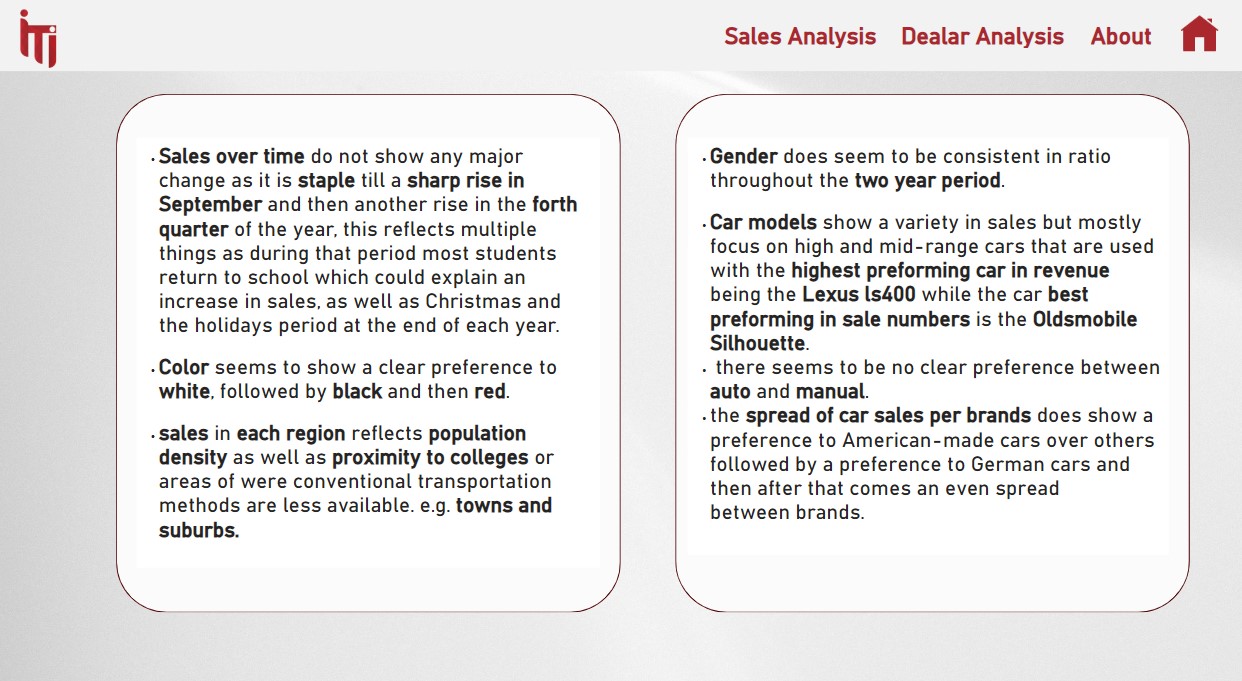 iTi
Sales Analysis Dealar Analysis About
· Sales over time do not show any major
change as it is staple till a sharp rise in
September and then another rise in the forth
quarter of the year, this reflects multiple
things as during that period most students
return to school which could explain an
increase in sales, as well as Christmas and
the holidays period at the end of each year.
· Color seems to show a clear preference to
white, followed by black and then red.
· sales in each region reflects population
density as well as proximity to colleges or
areas of were conventional transportation
methods are less available. e.g. towns and
suburbs.
· Gender does seem to be consistent in ratio
throughout the two year period.
· Car models show a variety in sales but mostly
focus on high and mid-range cars that are used
with the highest preforming car in revenue
being the Lexus ls400 while the car best
preforming in sale numbers is the Oldsmobile
Silhouette.
· there seems to be no clear preference between
auto and manual.
· the spread of car sales per brands does show a
preference to American-made cars over others
followed by a preference to German cars and
then after that comes an even spread
between brands.